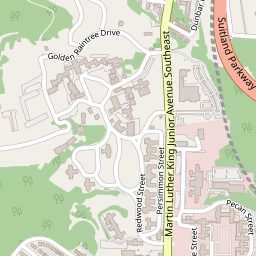 Golden Raintree Drive
Dunbar
Suitland Parkway
Martin Luther King Junior Avenue Southeast
Redwood Street
Persimmon Street
Pecan Street
e Street